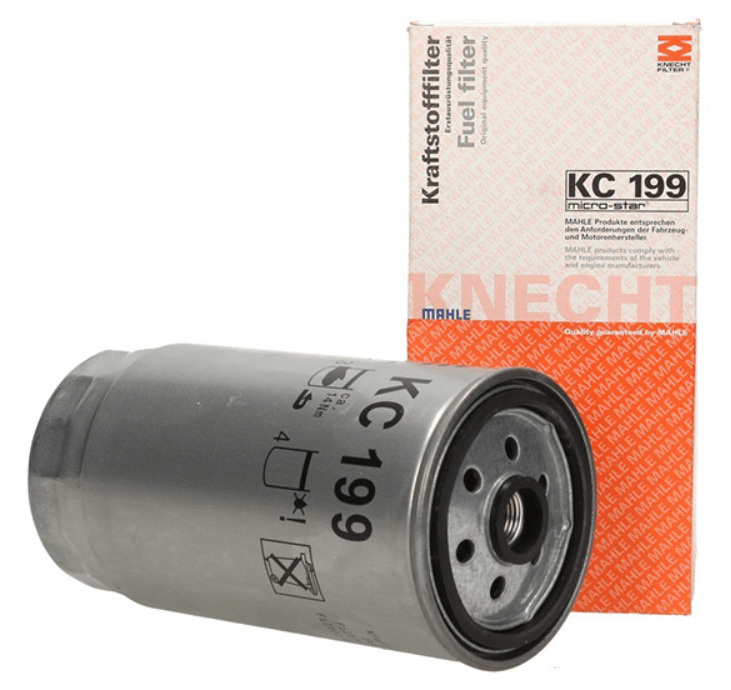 Kraftstofffilter
Erstausrüstungsqualität
Fuel filter
Original equipment quality
KNECHT
FILTER
KC 199
micro-star®
MAHLE Produkte entsprechen
den Anforderungen der Fahrzeug-
und Motorenhersteller.
MAHLE products comply with
the requirements of the vehicle
and engine manufacturers.
KNECHT
MAHLE
Quality guaranteed by MAHLE
KC 199
3
ca.
14Nm
4
!